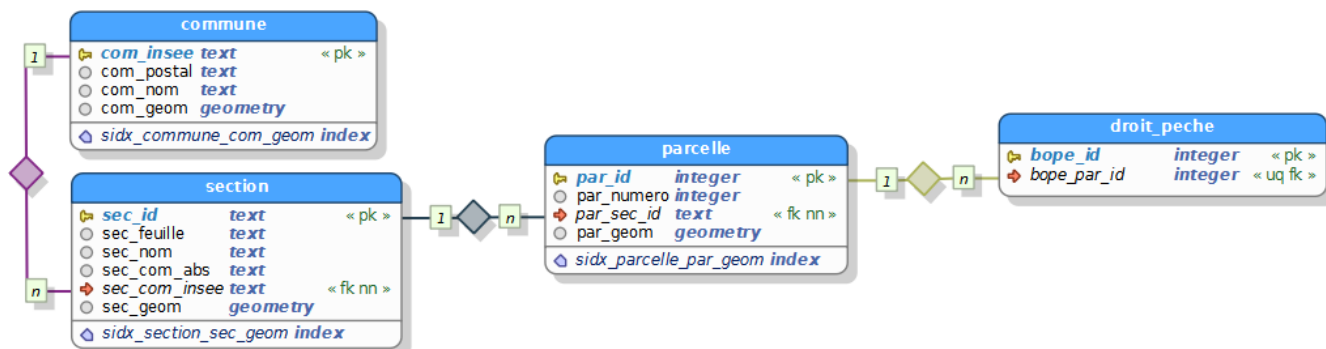 commune
com_insee text « pk »
com_postal text
com_nom text
com_geom geometry
sidx_commune_com_geom index
1
n
section
sec_id text « pk »
sec_feuille text
sec_nom text
sec_com_abs text
sec_com_insee text « fk nn »
sec_geom geometry
sidx_section_sec_geom index
1
n
parcelle
par_id integer « pk »
par_numero integer
par_sec_id text « fk nn »
par_geom geometry
sidx_parcelle_par_geom index
1
n
droit_peche
bope_id integer « pk »
bope_par_id integer « uq fk »